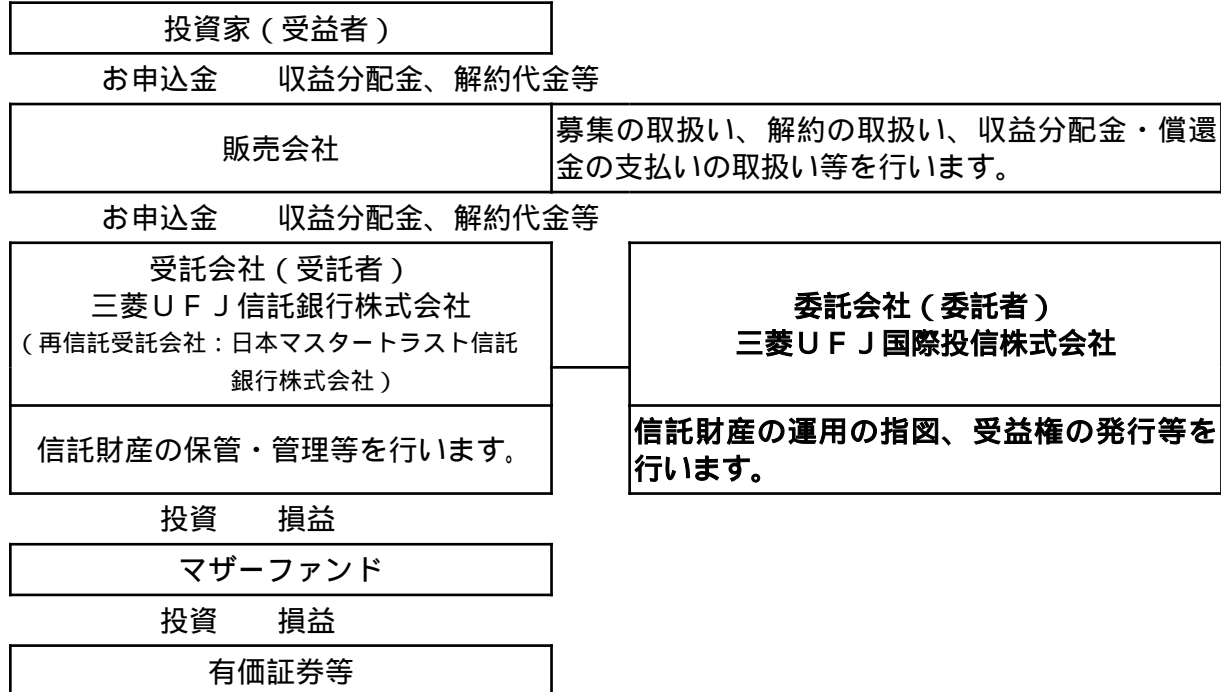 投資家（受益者）
お申込金　　収益分配金、解約代金等
販売会社
募集の取扱い、解約の取扱い、収益分配金・償還
金の支払いの取扱い等を行います。
お申込金　　収益分配金、解約代金等
受託会社（受託者）
三菱ＵＦＪ信託銀行株式会社
（再信託受託会社：日本マスタートラスト信託
銀行株式会社）
委託会社（委託者）
三菱ＵＦＪ国際投信株式会社
信託財産の保管・管理等を行います。
信託財産の運用の指図、受益権の発行等を
行います。
投資　　損益
マザーファンド
投資　　損益
有価証券等